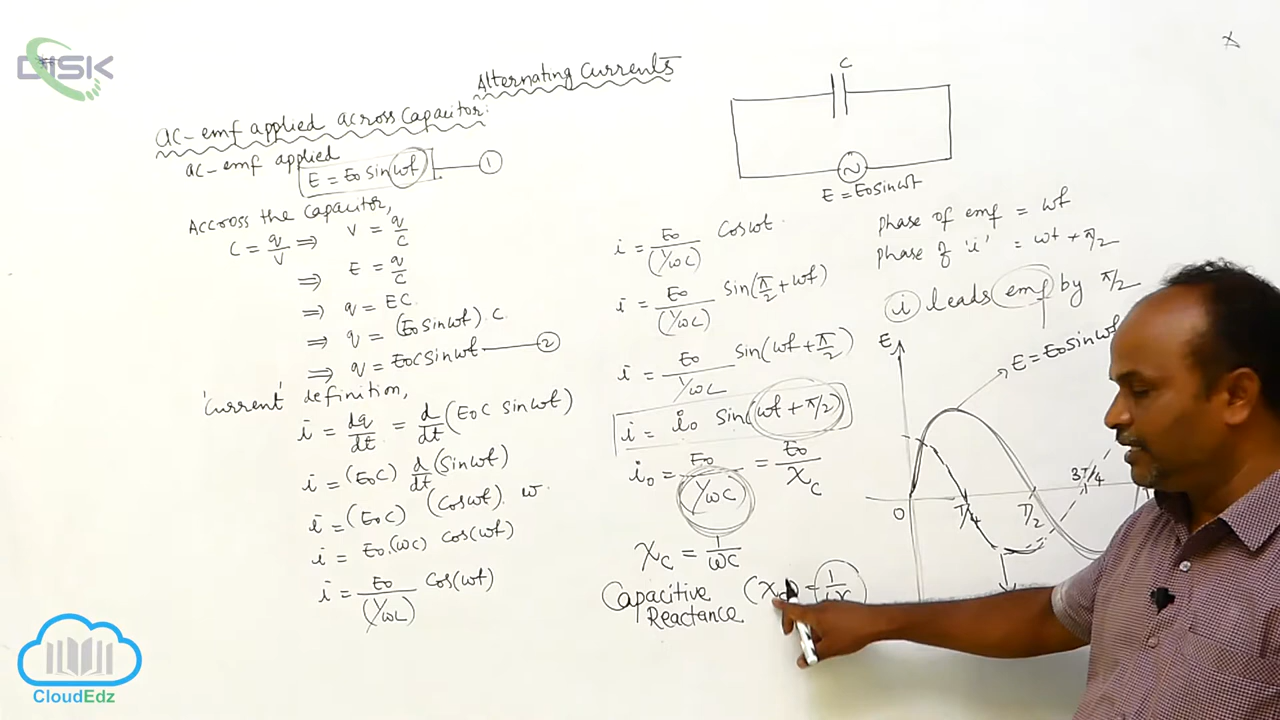 DISK
Alternating Currents
AC-emf applied across Capacitor:
AC-emf applied
E = E₀ sin(ωt) ①
Accross the capacitor,
C = q/V ⇒ V = q/C
⇒ E = q/C
⇒ q = EC.
⇒ q = (E₀ sinωt). C
⇒ q = E₀C sinωt ②
'Current' definition,
i = dq/dt = d/dt (E₀C sinωt)
i = (E₀C) d/dt (sinωt)
i = (E₀C) (cosωt). ω
i = E₀.(ωC) cos(ωt)
i = E₀/(1/ωC) cos(ωt)
i = E₀/(1/ωC) cosωt.
i = E₀/(1/ωC) sin(π/2 + ωt)
i = E₀/(1/ωC) sin(ωt + π/2)
i = i₀ sin(ωt + π/2)
i₀ = E₀/(1/ωC) = E₀/X_C
X_C = 1/ωC
Capacitive (X
Reactance
C
E = E₀sinωt
phase of emf = ωt
phase of 'i' = ωt + π/2
i leads emf by π/2
E
E = E₀sinωt
0 π/4 π/2 3π/4
CloudEdz